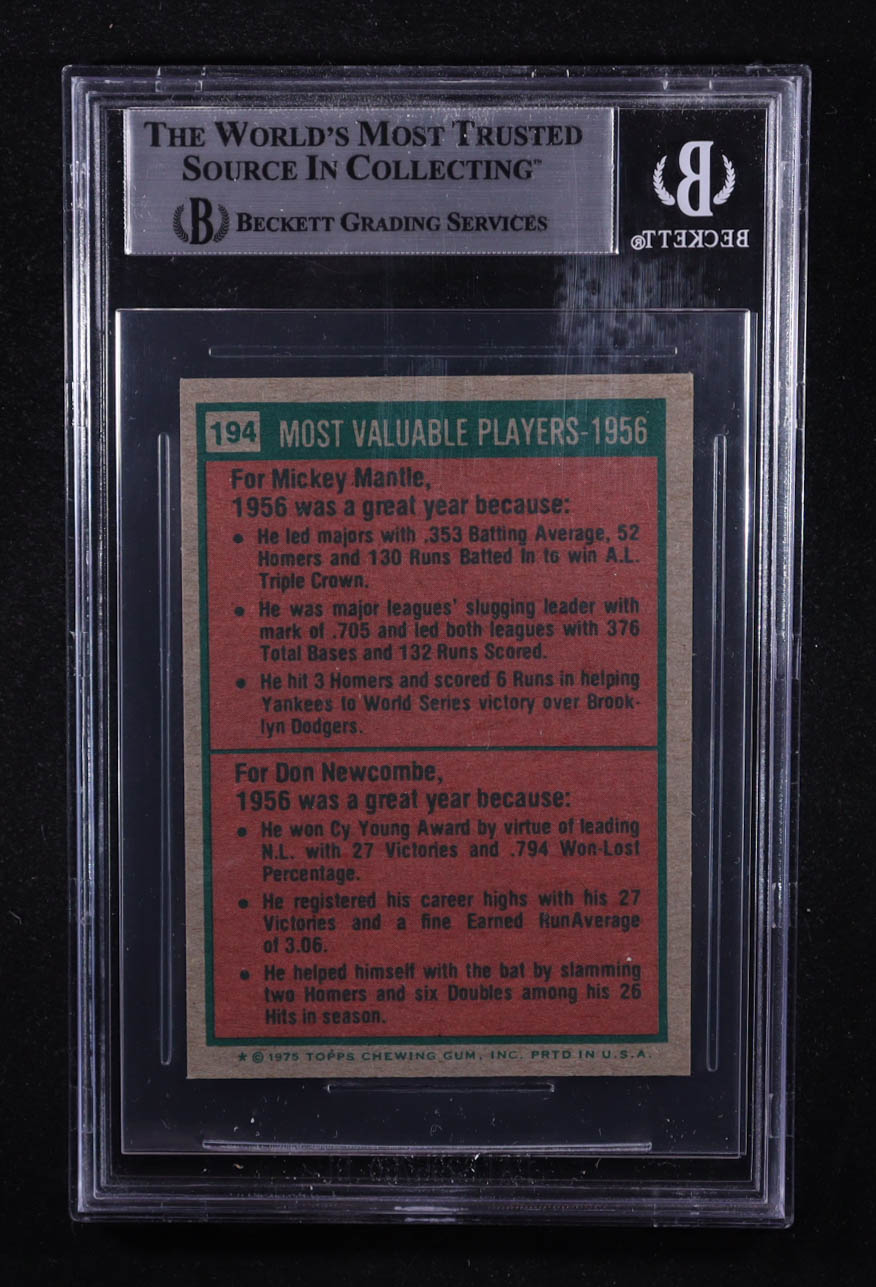 THE WORLD'S MOST TRUSTED
SOURCE IN COLLECTING™
B BECKETT GRADING SERVICES
B
BECKETT®
194 MOST VALUABLE PLAYERS-1956
For Mickey Mantle,
1956 was a great year because:
• He led majors with .353 Batting Average, 52
Homers and 130 Runs Batted In to win A.L.
Triple Crown.
• He was major leagues' slugging leader with
mark of .705 and led both leagues with 376
Total Bases and 132 Runs Scored.
• He hit 3 Homers and scored 6 Runs in helping
Yankees to World Series victory over Brook-
lyn Dodgers.
For Don Newcombe,
1956 was a great year because:
• He won Cy Young Award by virtue of leading
N.L. with 27 Victories and .794 Won-Lost
Percentage.
• He registered his career highs with his 27
Victories and a fine Earned RunAverage
of 3.06.
• He helped himself with the bat by slamming
two Homers and six Doubles among his 26
Hits in season.
★ © 1975 TOPPS CHEWING GUM, INC. PRTD IN U.S.A.